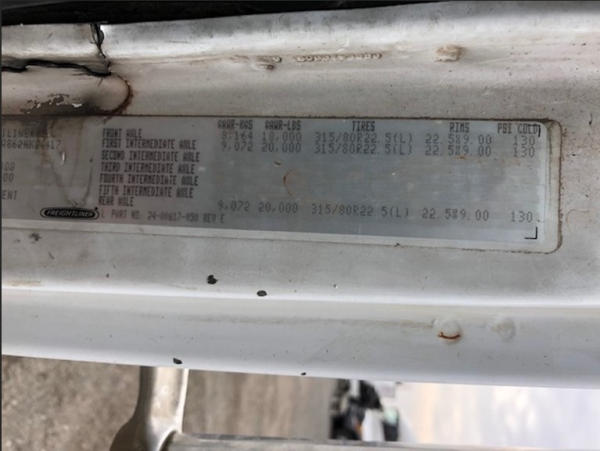 GAWR-KGS GAWR-LBS TIRES RIMS PSI COLD
FRONT AXLE 8,164 18,000 315/80R22.5(L) 22.5X9.00 130
FIRST INTERMEDIATE AXLE 9,072 20,000 315/80R22.5(L) 22.5X9.00 130
SECOND INTERMEDIATE AXLE
THIRD INTERMEDIATE AXLE
FOURTH INTERMEDIATE AXLE
FIFTH INTERMEDIATE AXLE
REAR AXLE 9,072 20,000 315/80R22.5(L) 22.5X9.00 130
FREIGHTLINER PART NO. 24-00617-030 REV E